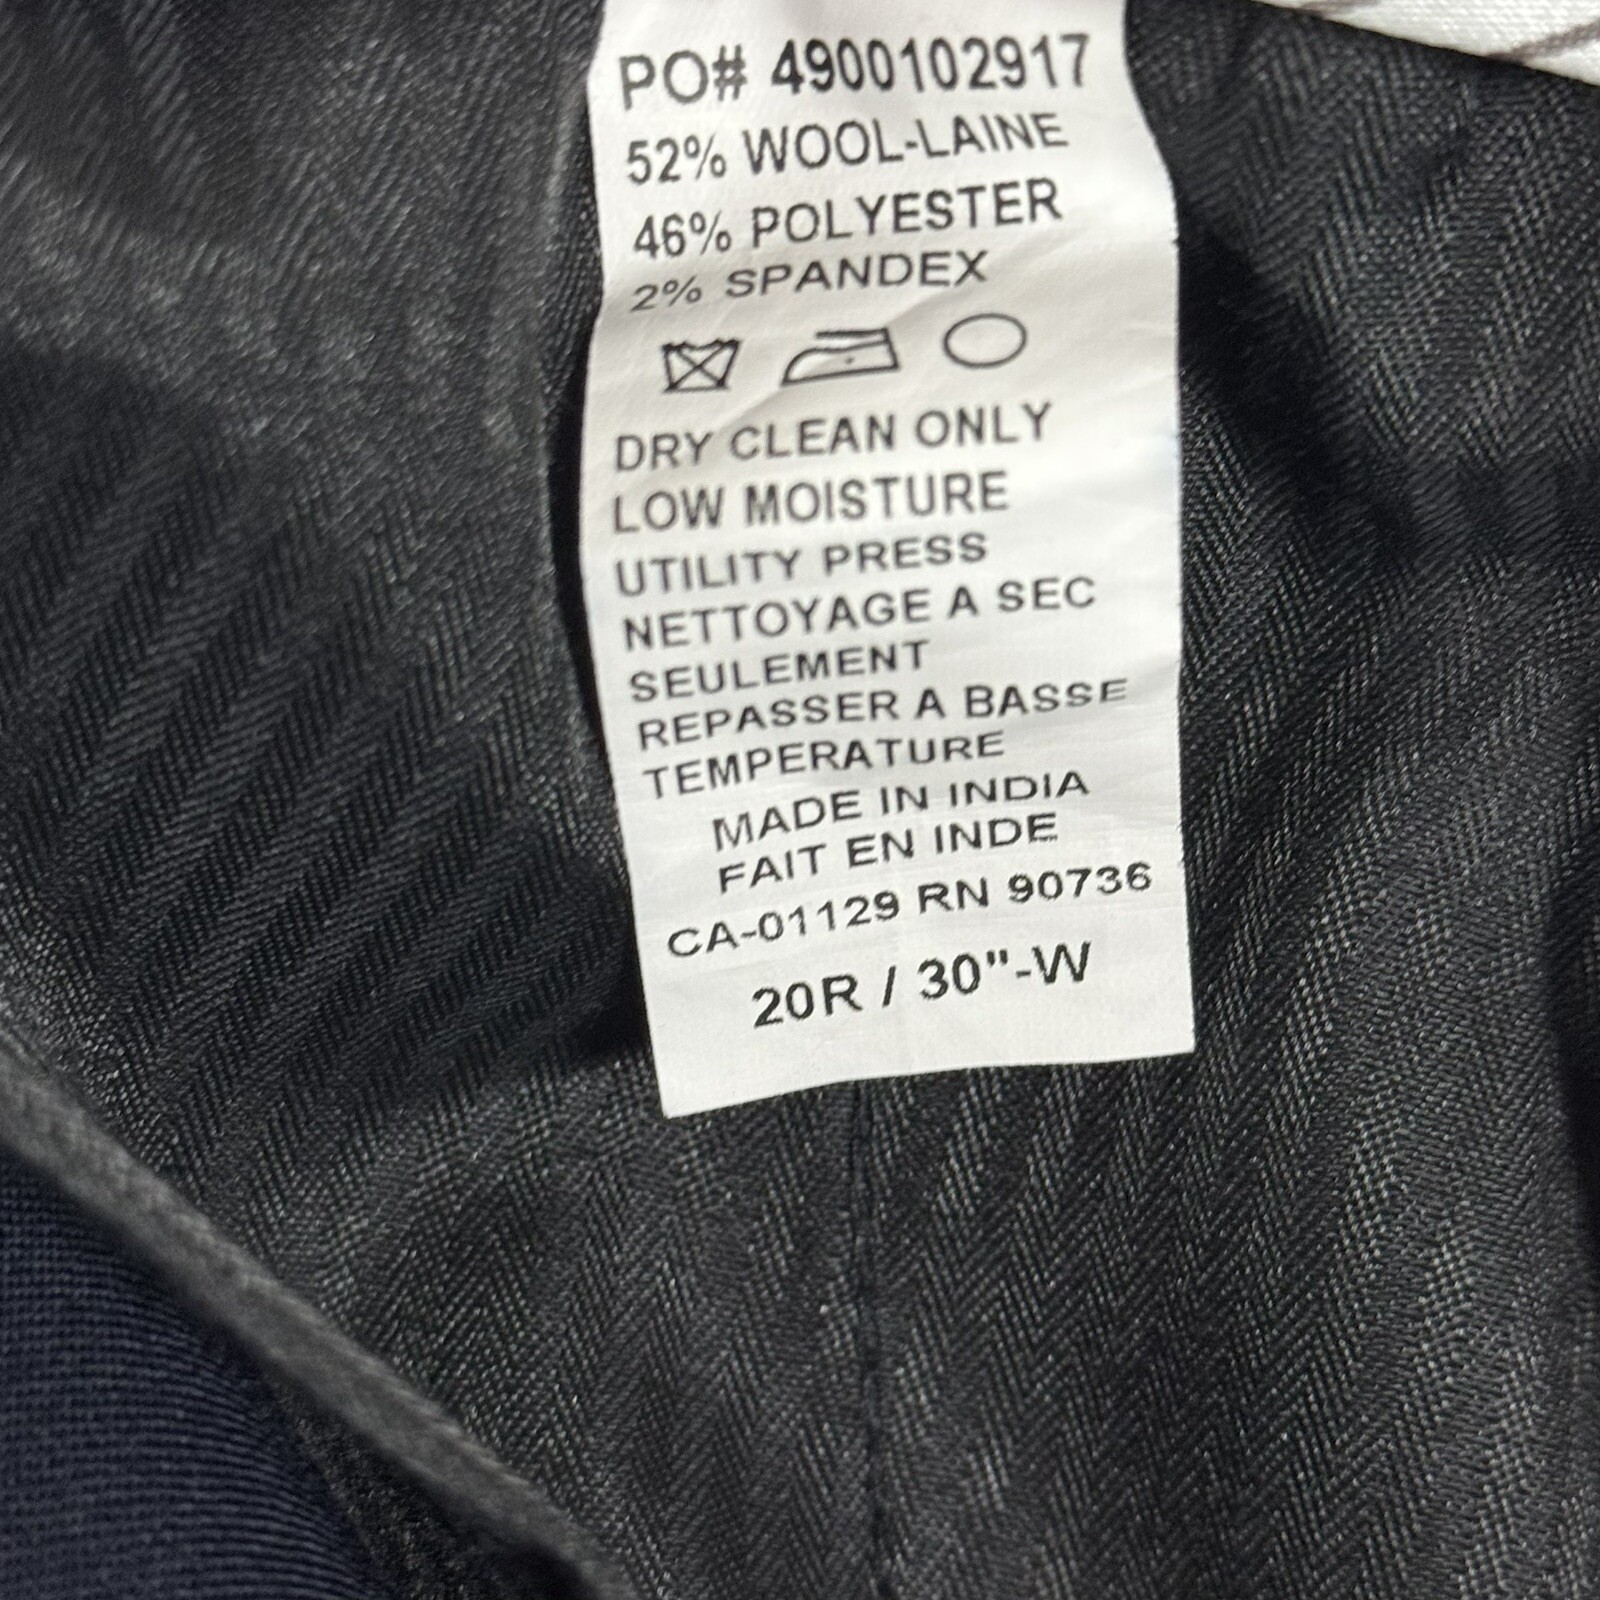 PO# 4900102917
52% WOOL-LAINE
46% POLYESTER
2% SPANDEX
DRY CLEAN ONLY
LOW MOISTURE
UTILITY PRESS
NETTOYAGE A SEC
SEULEMENT
REPASSER A BASSE
TEMPERATURE
MADE IN INDIA
FAIT EN INDE
CA-01129 RN 90736
20R / 30"-W